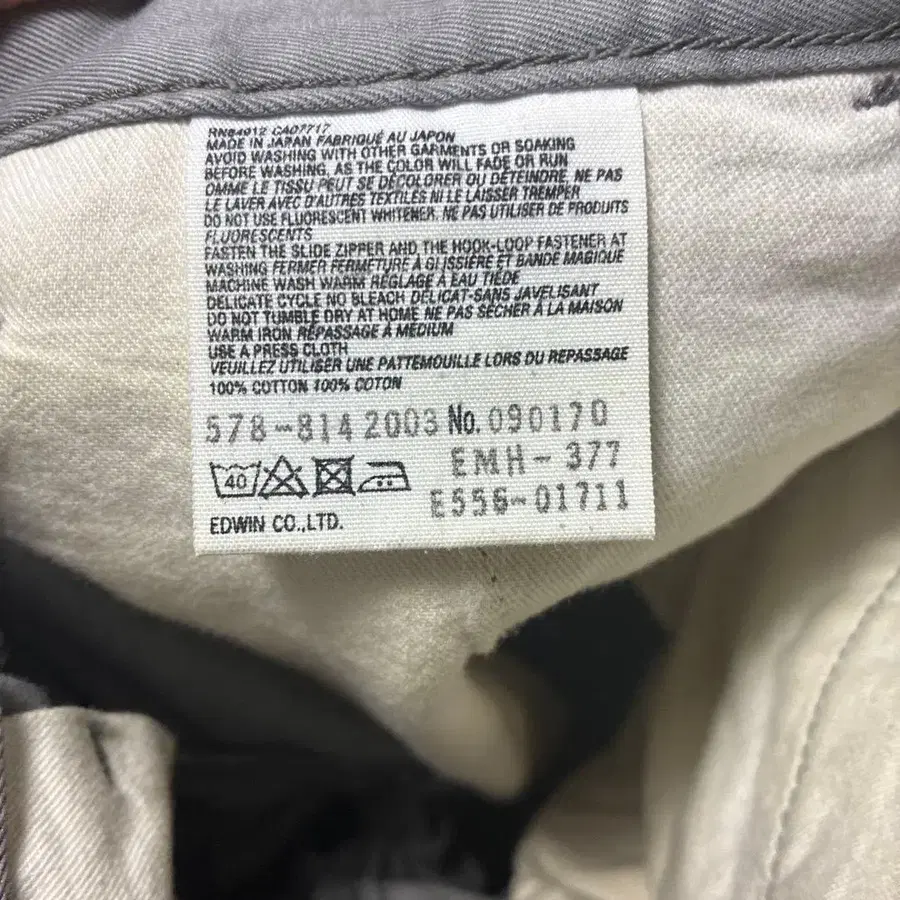 RN84912 CA07717
MADE IN JAPAN FABRIQUÉ AU JAPON
AVOID WASHING WITH OTHER GARMENTS OR SOAKING
BEFORE WASHING, AS THE COLOR WILL FADE OR RUN
OMME LE TISSU PEUT SE DÉCOLORER OU DÉTEINDRE, NE PAS
LE LAVER AVEC D'AUTRES TEXTILES NI LE LAISSER TREMPER
DO NOT USE FLUORESCENT WHITENER. NE PAS UTILISER DE PRODUITS
FLUORESCENTS
FASTEN THE SLIDE ZIPPER AND THE HOOK-LOOP FASTENER AT
WASHING FERMER FERMETURE À GLISSIÈRE ET BANDE MAGIQUE
MACHINE WASH WARM RÉGLAGE À EAU TIÈDE
DELICATE CYCLE NO BLEACH DELICAT-SANS JAVELISANT
DO NOT TUMBLE DRY AT HOME NE PAS SÉCHER À LA MAISON
WARM IRON RÉPASSAGE À MEDIUM
USE A PRESS CLOTH
VEUILLEZ UTILISER UNE PATTEMOUILLE LORS DU REPASSAGE
100% COTTON 100% COTON
578-814 2003 No. 090170
40 EMH-377
E556-01711
EDWIN CO.,LTD.